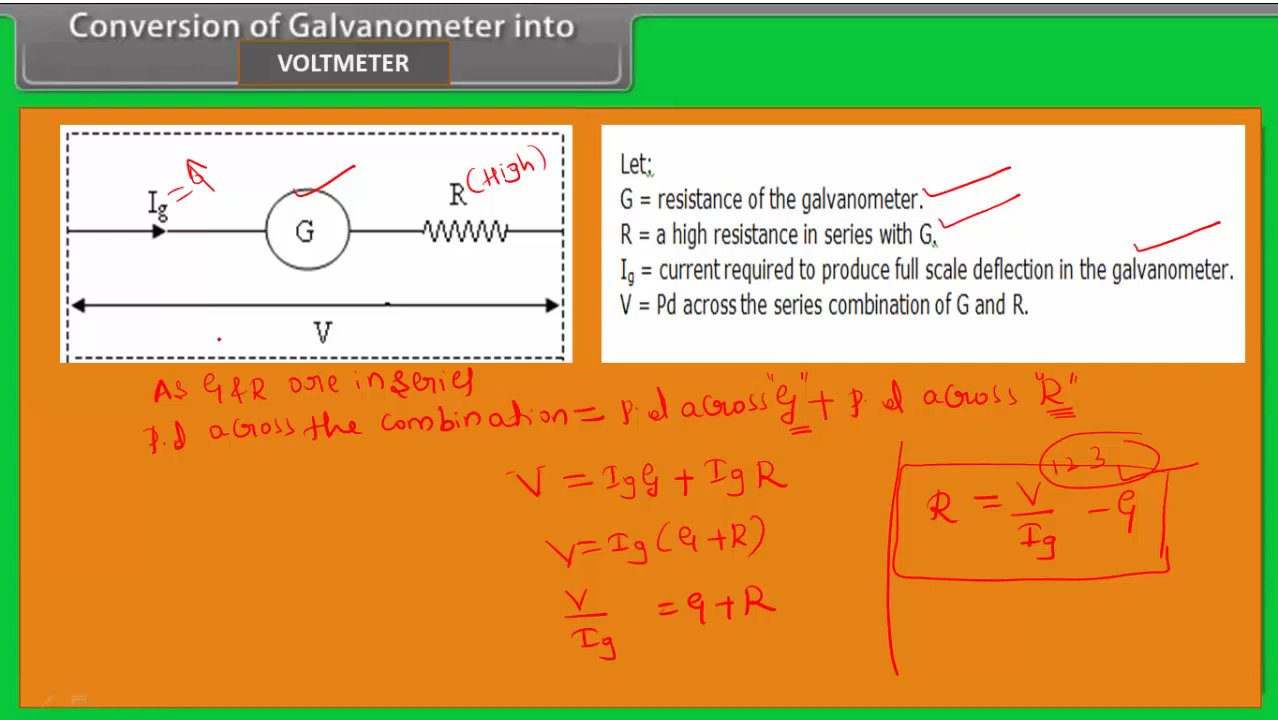 Conversion of Galvanometer into
VOLTMETER
Ig = G
G
R (High)
V
Let;
G = resistance of the galvanometer.
R = a high resistance in series with G.
Ig = current required to produce full scale deflection in the galvanometer.
V = Pd across the series combination of G and R.
As G & R are in series
p.d across the combination = p.d across "G" + p.d across "R"
V = IgG + IgR
V = Ig (G + R)
V/Ig = G + R
R = V/Ig - G